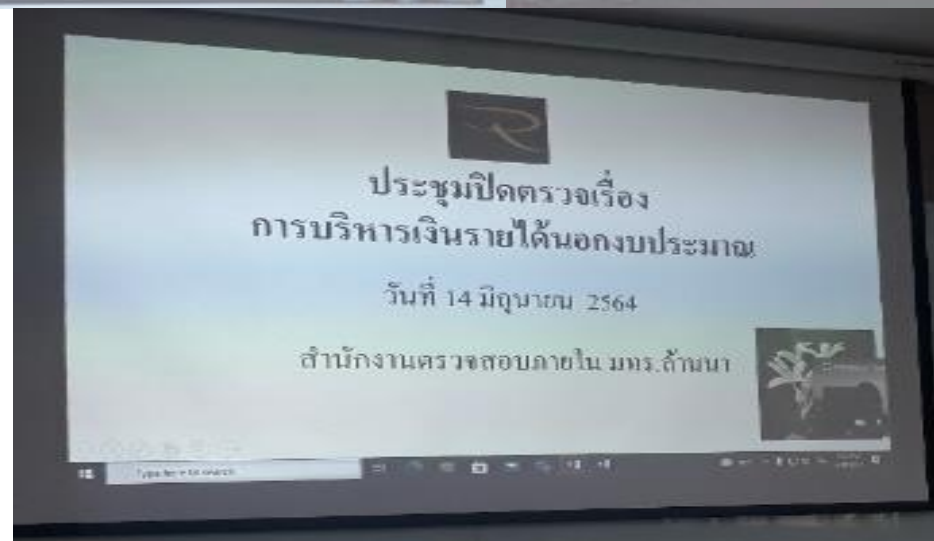 R
ประชุมปิดตรวจเรื่อง
การบริหารเงินรายได้นอกงบประมาณ
วันที่ 14 มิถุนายน 2564
สำนักงานตรวจสอบภายใน มทร.ล้านนา
Type here to search